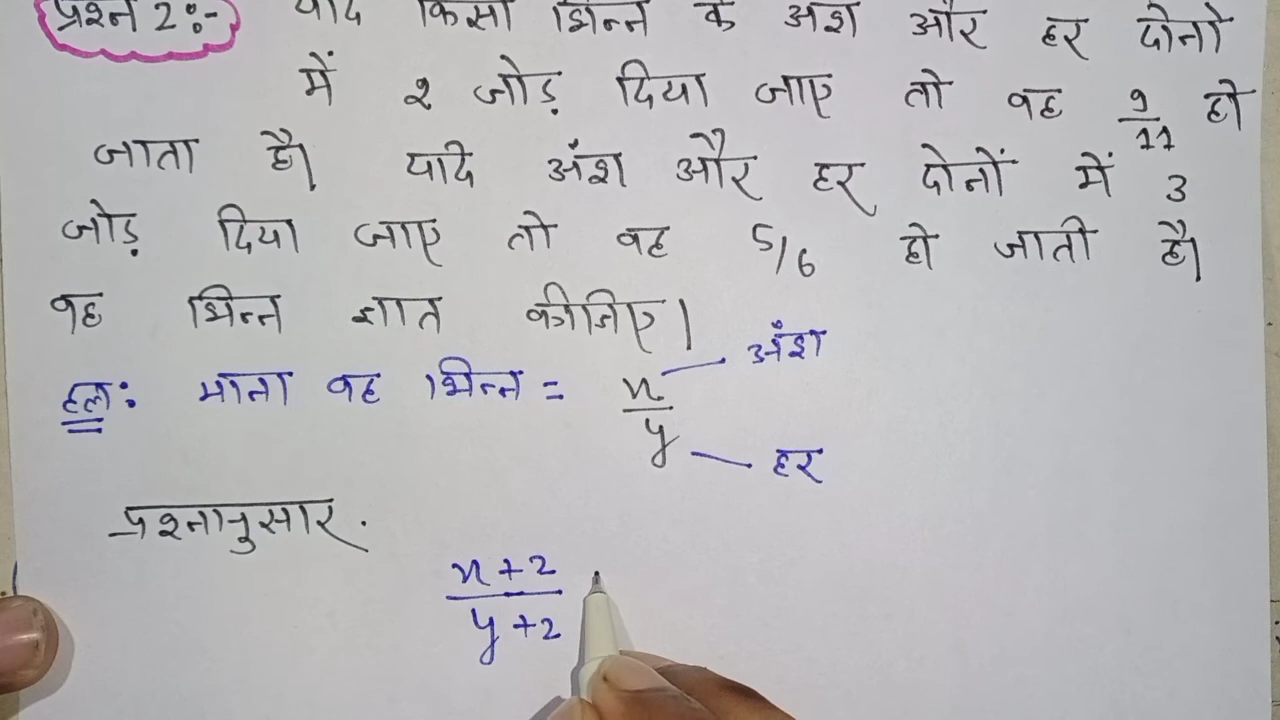 प्रश्न 2:- यदि किसी भिन्न के अंश और हर दोनो
में 2 जोड़ दिया जाए तो वह 9/11 हो
जाता है। यदि अंश और हर दोनों में 3
जोड़ दिया जाए तो वह 5/6 हो जाती है।
वह भिन्न ज्ञात कीजिए।
हल: माना वह भिन्न = x/y
अंश
हर
प्रश्नानुसार.
x+2
y+2